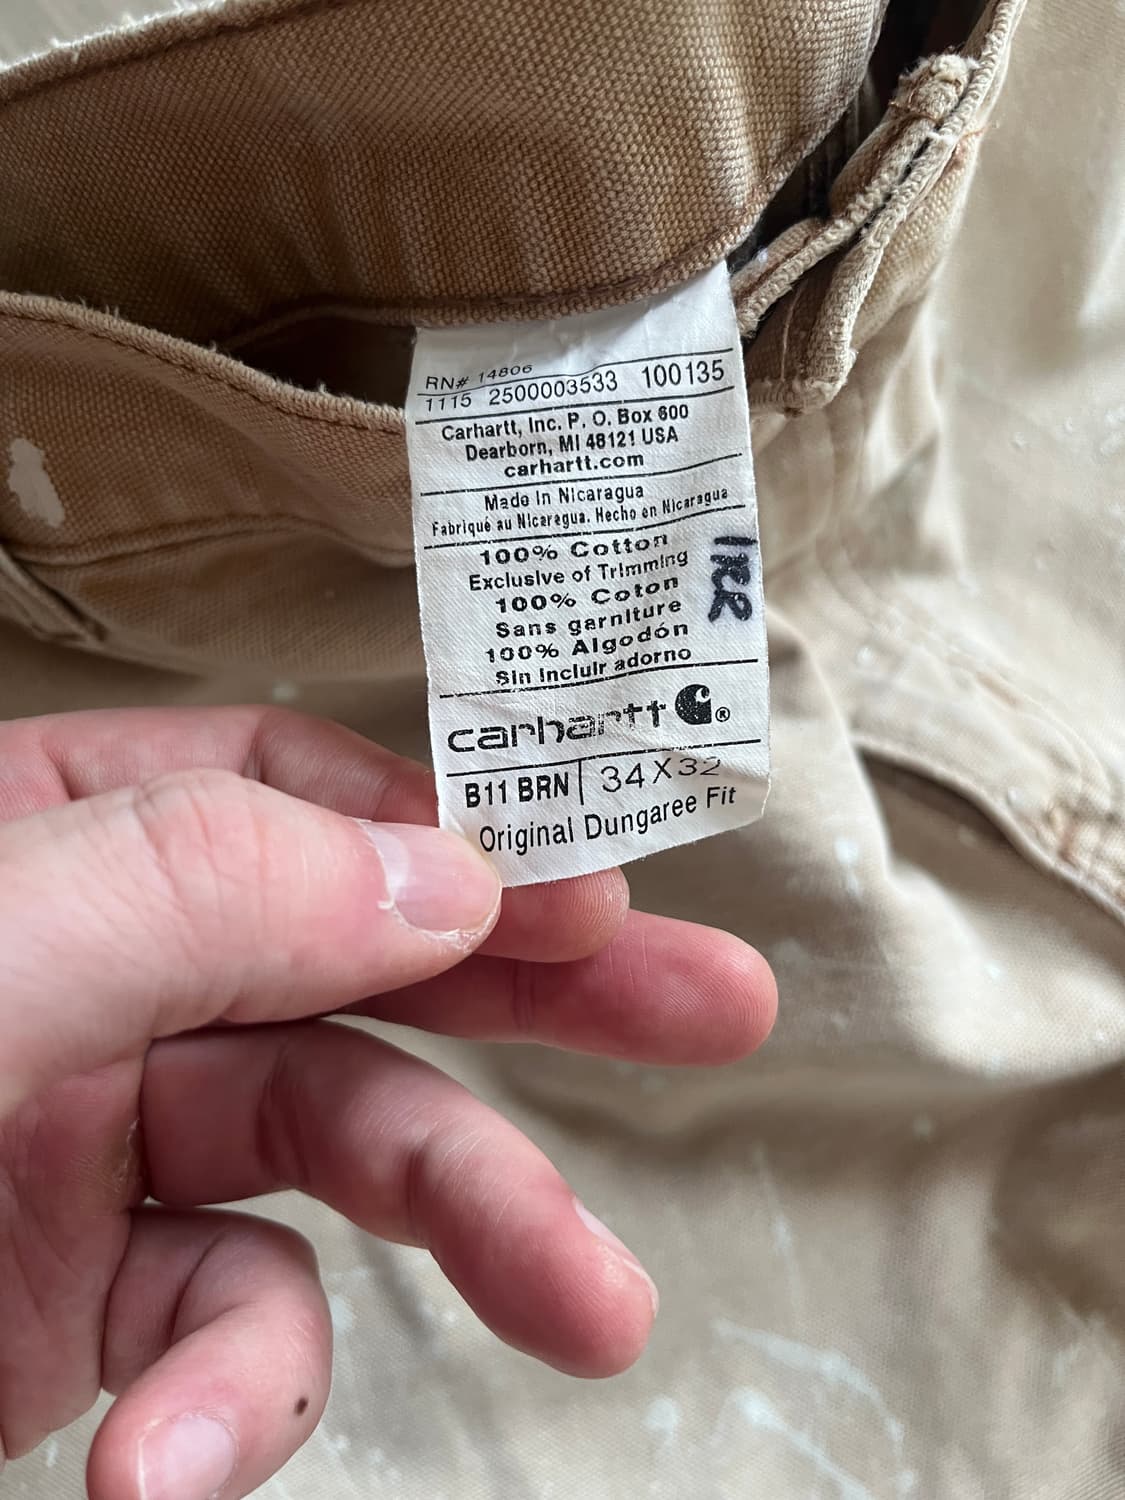 RN# 14806
1115 2500003533 100135
Carhartt, Inc. P. O. Box 600
Dearborn, MI 48121 USA
carhartt.com
Made In Nicaragua
Fabriqué au Nicaragua. Hecho en Nicaragua
100% Cotton
Exclusive of Trimming
100% Coton
Sans garniture
100% Algodón
Sin incluir adorno
carhartt ®
B11 BRN 34X32
Original Dungaree Fit